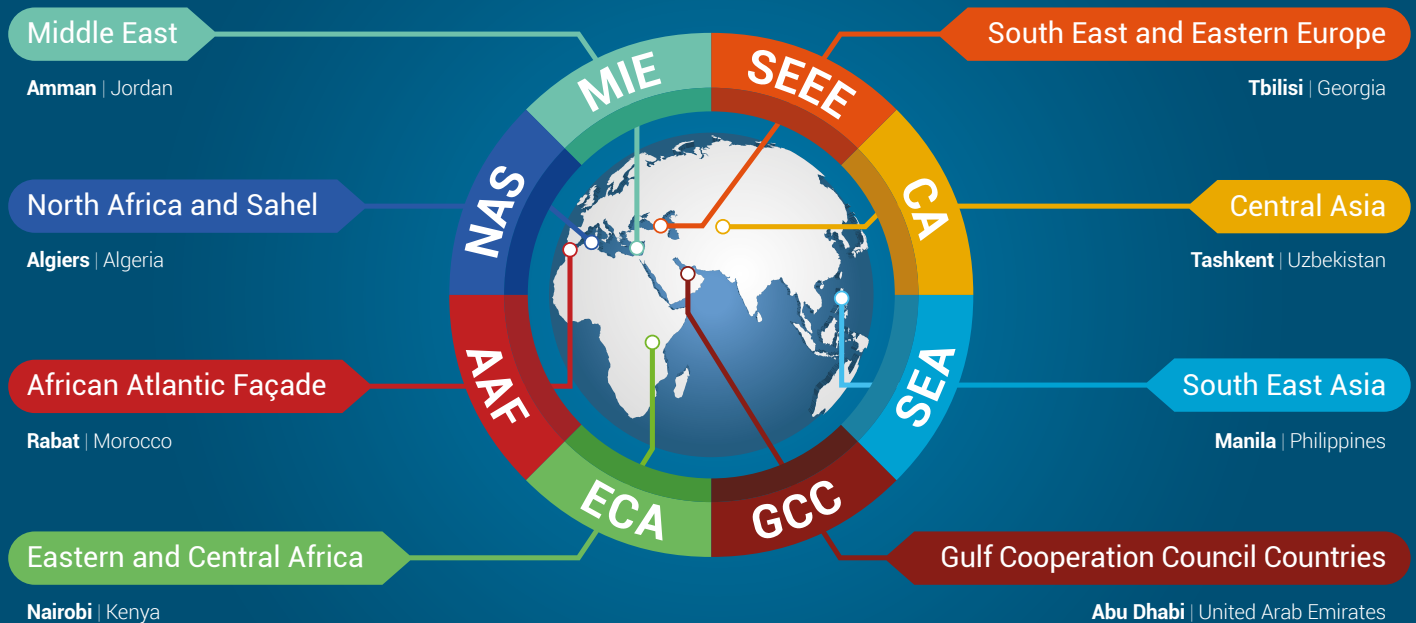 Middle East
Amman | Jordan
North Africa and Sahel
Algiers | Algeria
African Atlantic Façade
Rabat | Morocco
Eastern and Central Africa
Nairobi | Kenya
MIE
SEEE
NAS
CA
AAF
SEA
ECA
GCC
South East and Eastern Europe
Tbilisi | Georgia
Central Asia
Tashkent | Uzbekistan
South East Asia
Manila | Philippines
Gulf Cooperation Council Countries
Abu Dhabi | United Arab Emirates